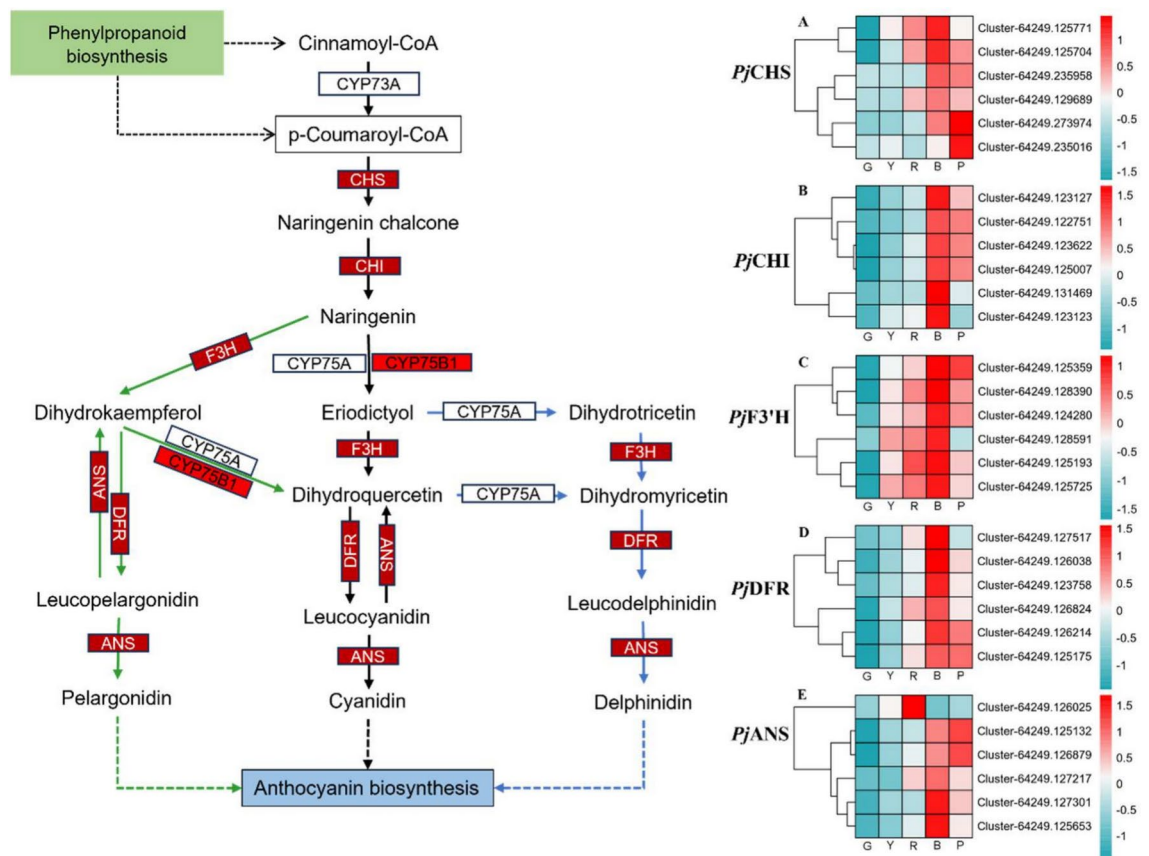 Phenylpropanoid
biosynthesis
Cinnamoyl-CoA
CYP73A
p-Coumaroyl-CoA
CHS
Naringenin chalcone
CHI
Naringenin
F3H
CYP75A
CYP75B1
Dihydrokaempferol
Eriodictyol
CYP75A
Dihydrotricetin
CYP75A
CYP75B1
F3H
F3H
ANS
DFR
Dihydroquercetin
CYP75A
Dihydromyricetin
DFR
ANS
DFR
Leucopelargonidin
Leucocyanidin
Leucodelphinidin
ANS
ANS
ANS
Pelargonidin
Cyanidin
Delphinidin
Anthocyanin biosynthesis
A
PjCHS
Cluster-64249.125771
Cluster-64249.125704
Cluster-64249.235958
Cluster-64249.129689
Cluster-64249.273974
Cluster-64249.235016
G Y R B P
1
0.5
0
-0.5
-1
-1.5
B
PjCHI
Cluster-64249.123127
Cluster-64249.122751
Cluster-64249.123622
Cluster-64249.125007
Cluster-64249.131469
Cluster-64249.123123
G Y R B P
1.5
1
0.5
0
-0.5
-1
C
PjF3'H
Cluster-64249.125359
Cluster-64249.128390
Cluster-64249.124280
Cluster-64249.128591
Cluster-64249.125193
Cluster-64249.125725
G Y R B P
1
0.5
0
-0.5
-1
-1.5
D
PjDFR
Cluster-64249.127517
Cluster-64249.126038
Cluster-64249.123758
Cluster-64249.126824
Cluster-64249.126214
Cluster-64249.125175
G Y R B P
1.5
1
0.5
0
-0.5
-1
E
PjANS
Cluster-64249.126025
Cluster-64249.125132
Cluster-64249.126879
Cluster-64249.127217
Cluster-64249.127301
Cluster-64249.125653
G Y R B P
1.5
1
0.5
0
-0.5
-1